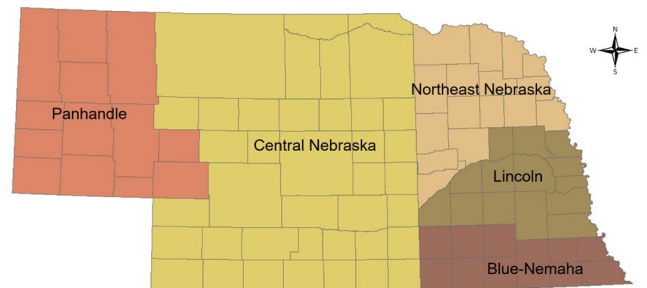 N
W E
S
Northeast Nebraska
Panhandle
Central Nebraska
Lincoln
Blue-Nemaha